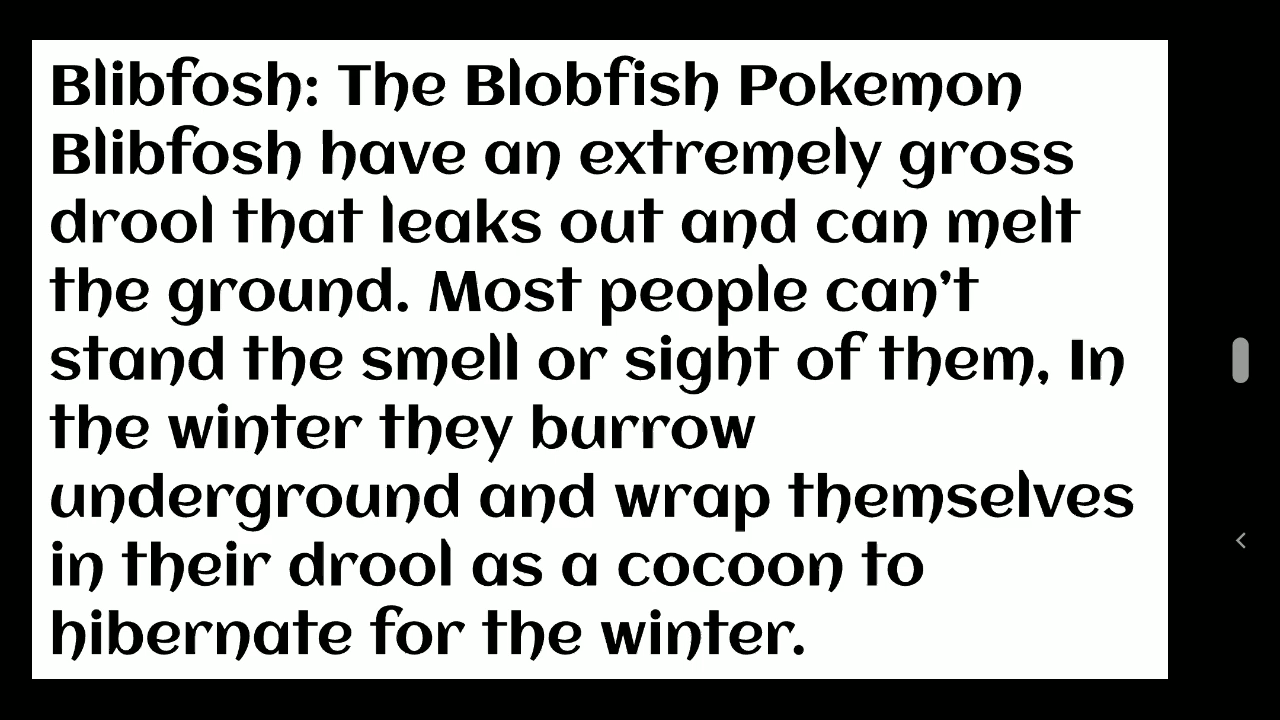 Blibfosh: The Blobfish Pokemon
Blibfosh have an extremely gross
drool that leaks out and can melt
the ground. Most people can’t
stand the smell or sight of them, In
the winter they burrow
underground and wrap themselves
in their drool as a cocoon to
hibernate for the winter.